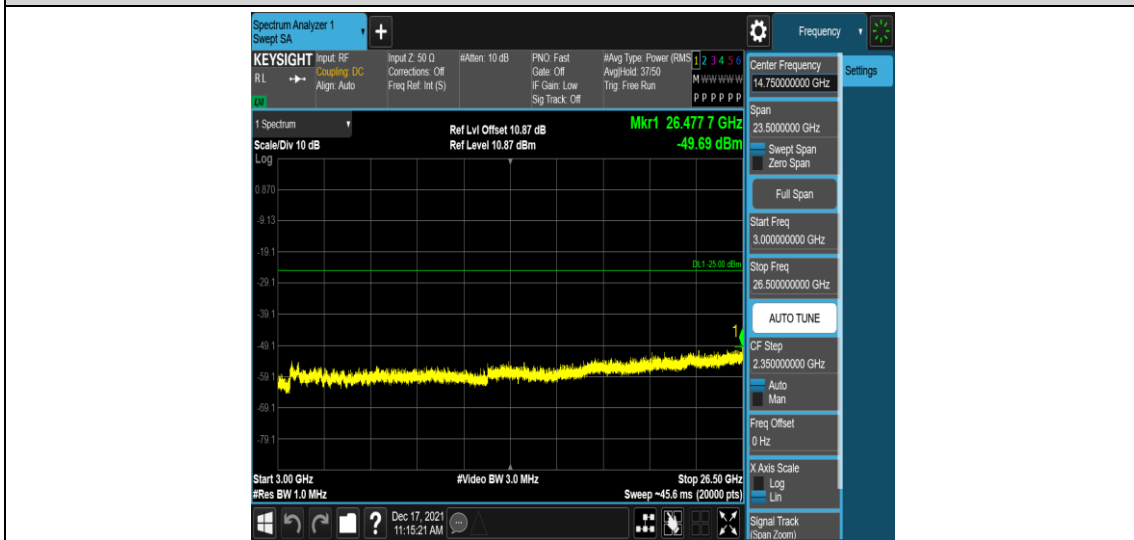 Spectrum Analyzer 1
Swept SA
+
Frequency
KEYSIGHT
RL
LXI
Input: RF
Coupling: DC
Align: Auto
Input Z: 50 Ω
Corrections: Off
Freq Ref: Int (S)
#Atten: 10 dB
PNO: Fast
Gate: Off
IF Gain: Low
Sig Track: Off
#Avg Type: Power (RMS
Avg|Hold: 37/50
Trig: Free Run
1 2 3 4 5 6
M W W W W W
P P P P P P
Center Frequency
14.750000000 GHz
Settings
1 Spectrum
Scale/Div 10 dB
Log
Ref Lvl Offset 10.87 dB
Ref Level 10.87 dBm
Mkr1 26.477 7 GHz
-49.69 dBm
0.870
-9.13
-19.1
-29.1
-39.1
-49.1
-59.1
-69.1
-79.1
DL1 -25.00 dBm
1
Start 3.00 GHz
#Res BW 1.0 MHz
#Video BW 3.0 MHz
Stop 26.50 GHz
Sweep ~45.6 ms (20000 pts)
Span
23.5000000 GHz
Swept Span
Zero Span
Full Span
Start Freq
3.000000000 GHz
Stop Freq
26.500000000 GHz
AUTO TUNE
CF Step
2.350000000 GHz
Auto
Man
Freq Offset
0 Hz
X Axis Scale
Log
Lin
Signal Track
(Span Zoom)
?
Dec 17, 2021
11:15:21 AM